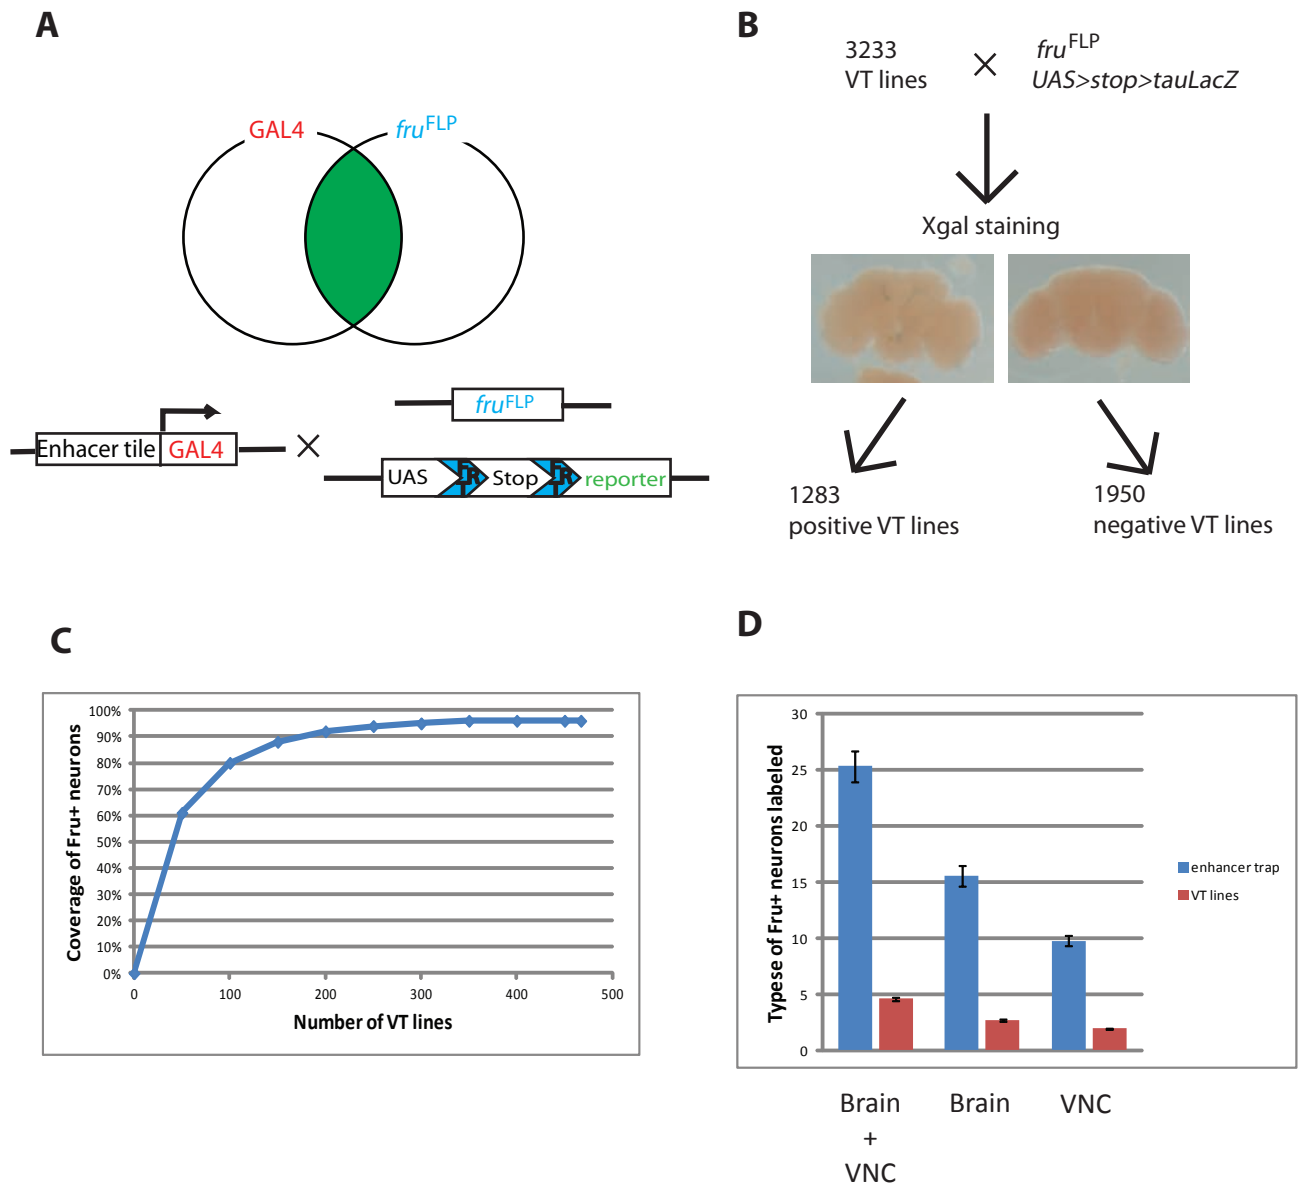 A
GAL4
fruFLP
Enhacer tile
GAL4
×
fruFLP
UAS
Stop
reporter
B
3233
VT lines
×
fruFLP
UAS>stop>tauLacZ
Xgal staining
1283
positive VT lines
1950
negative VT lines
C
100%
90%
80%
70%
60%
50%
40%
30%
20%
10%
0%
Coverage of Fru+ neurons
0 100 200 300 400 500
Number of VT lines
D
30
25
20
15
10
5
0
Typese of Fru+ neurons labeled
enhancer trap
VT lines
Brain
+
VNC
Brain
VNC